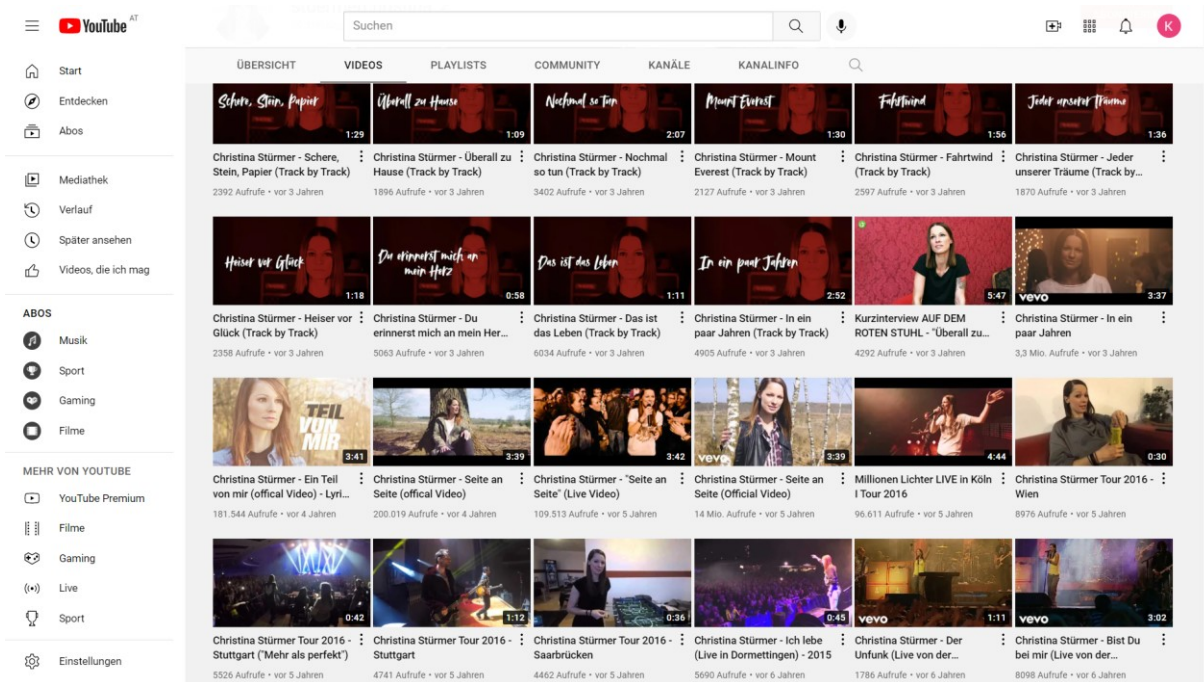 YouTube AT
Suchen
K
Start
Entdecken
Abos
Mediathek
Verlauf
Später ansehen
Videos, die ich mag
ABOS
Musik
Sport
Gaming
Filme
MEHR VON YOUTUBE
YouTube Premium
Filme
Gaming
Live
Sport
Einstellungen
ÜBERSICHT VIDEOS PLAYLISTS COMMUNITY KANÄLE KANALINFO
Schere, Stein, Papier
1:29
Christina Stürmer - Schere,
Stein, Papier (Track by Track)
2392 Aufrufe • vor 3 Jahren
Überall zu Hause
1:09
Christina Stürmer - Überall zu
Hause (Track by Track)
1896 Aufrufe • vor 3 Jahren
Nochmal so tun
2:07
Christina Stürmer - Nochmal
so tun (Track by Track)
3402 Aufrufe • vor 3 Jahren
Mount Everest
1:30
Christina Stürmer - Mount
Everest (Track by Track)
2127 Aufrufe • vor 3 Jahren
Fahrtwind
1:56
Christina Stürmer - Fahrtwind
(Track by Track)
2597 Aufrufe • vor 3 Jahren
Jeder unserer Träume
1:36
Christina Stürmer - Jeder
unserer Träume (Track by...
1870 Aufrufe • vor 3 Jahren
Heiser vor Glück
1:18
Christina Stürmer - Heiser vor
Glück (Track by Track)
2358 Aufrufe • vor 3 Jahren
Du erinnerst mich an
mein Herz
0:58
Christina Stürmer - Du
erinnerst mich an mein Her...
5063 Aufrufe • vor 3 Jahren
Das ist das Leben
1:11
Christina Stürmer - Das ist
das Leben (Track by Track)
6034 Aufrufe • vor 3 Jahren
In ein paar Jahren
2:52
Christina Stürmer - In ein
paar Jahren (Track by Track)
4905 Aufrufe • vor 3 Jahren
5:47
Kurzinterview AUF DEM
ROTEN STUHL - "Überall zu...
4292 Aufrufe • vor 3 Jahren
vevo
3:37
Christina Stürmer - In ein
paar Jahren
3,3 Mio. Aufrufe • vor 3 Jahren
TEIL
VON
MIR
3:41
Christina Stürmer - Ein Teil
von mir (offical Video) - Lyri...
181.544 Aufrufe • vor 4 Jahren
3:39
Christina Stürmer - Seite an
Seite (offical Video)
200.019 Aufrufe • vor 4 Jahren
3:42
Christina Stürmer - "Seite an
Seite" (Live Video)
109.513 Aufrufe • vor 5 Jahren
vevo
3:39
Christina Stürmer - Seite an
Seite (Official Video)
14 Mio. Aufrufe • vor 5 Jahren
4:44
Millionen Lichter LIVE in Köln
I Tour 2016
96.611 Aufrufe • vor 5 Jahren
0:30
Christina Stürmer Tour 2016 -
Wien
8976 Aufrufe • vor 5 Jahren
0:42
Christina Stürmer Tour 2016 -
Stuttgart ("Mehr als perfekt")
5526 Aufrufe • vor 5 Jahren
1:12
Christina Stürmer Tour 2016 -
Stuttgart
4741 Aufrufe • vor 5 Jahren
0:36
Christina Stürmer Tour 2016 -
Saarbrücken
4462 Aufrufe • vor 5 Jahren
0:45
Christina Stürmer - Ich lebe
(Live in Dormettingen) - 2015
5690 Aufrufe • vor 6 Jahren
vevo
1:11
Christina Stürmer - Der
Unfunk (Live von der...
1786 Aufrufe • vor 6 Jahren
vevo
3:02
Christina Stürmer - Bist Du
bei mir (Live von der...
8098 Aufrufe • vor 6 Jahren